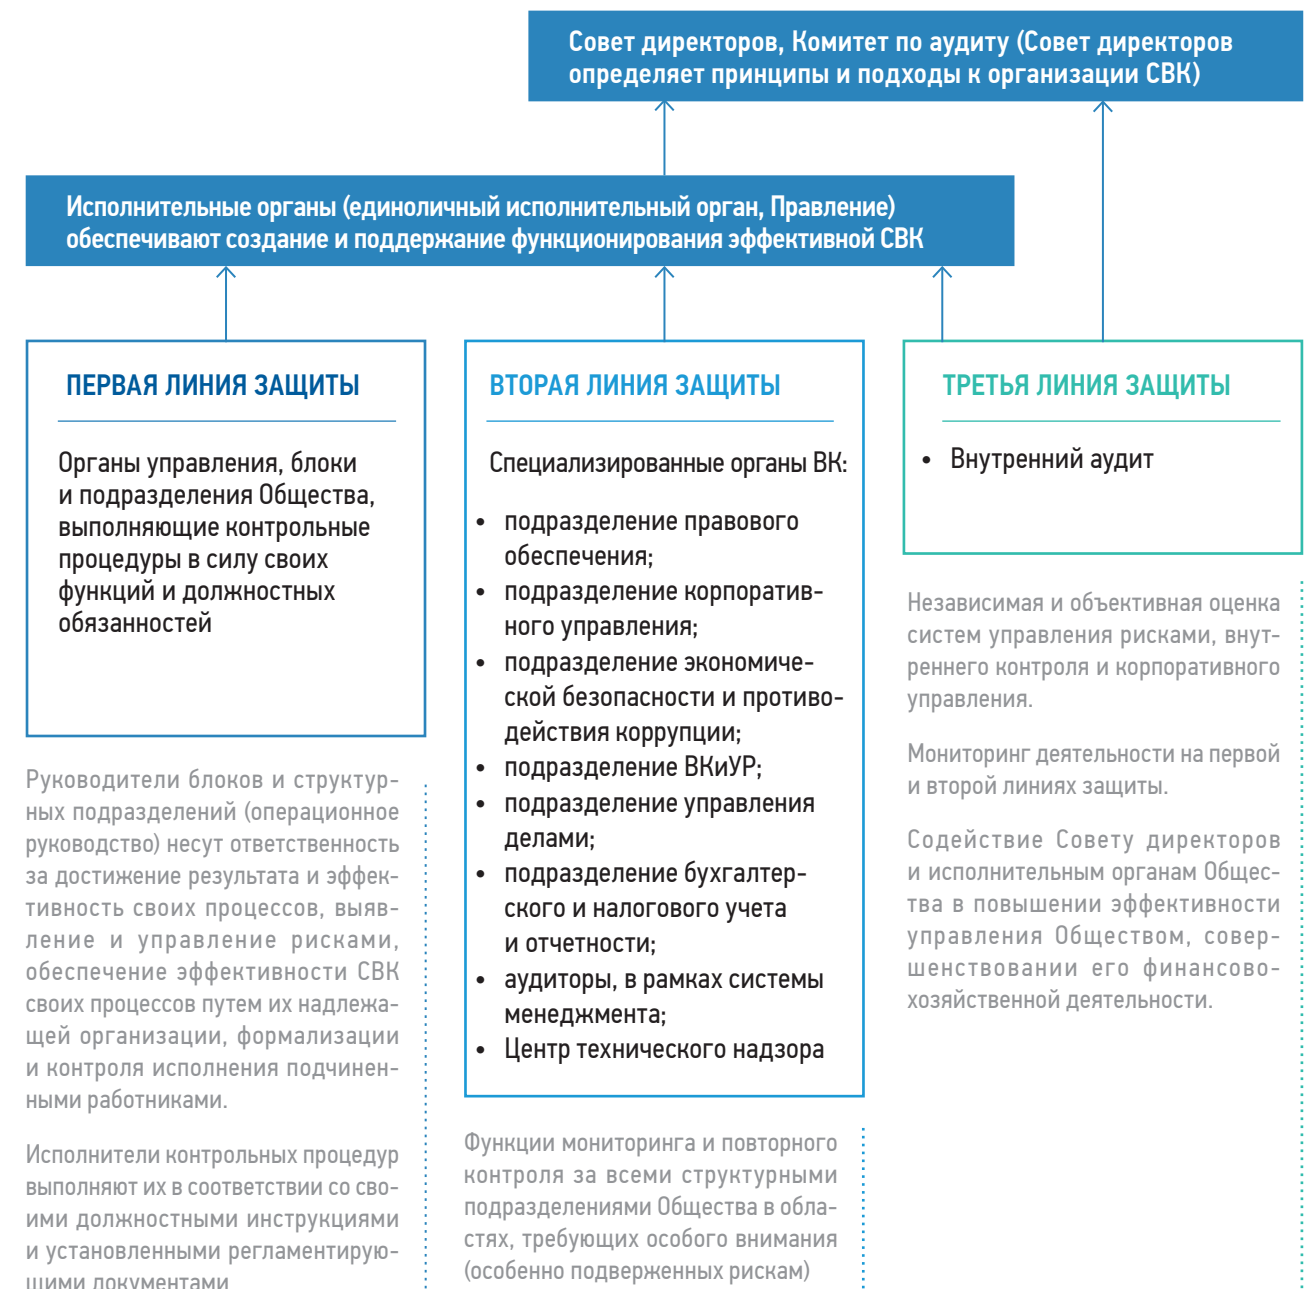 Совет директоров, Комитет по аудиту (Совет директоров
определяет принципы и подходы к организации СВК)
Исполнительные органы (единоличный исполнительный орган, Правление)
обеспечивают создание и поддержание функционирования эффективной СВК
ПЕРВАЯ ЛИНИЯ ЗАЩИТЫ
Органы управления, блоки
и подразделения Общества,
выполняющие контрольные
процедуры в силу своих
функций и должностных
обязанностей
Руководители блоков и структур-
ных подразделений (операционное
руководство) несут ответственность
за достижение результата и эффек-
тивность своих процессов, выяв-
ление и управление рисками,
обеспечение эффективности СВК
своих процессов путем их надлежа-
щей организации, формализации
и контроля исполнения подчинен-
ными работниками.
Исполнители контрольных процедур
выполняют их в соответствии со сво-
ими должностными инструкциями
и установленными регламентирую-
щими документами
ВТОРАЯ ЛИНИЯ ЗАЩИТЫ
Специализированные органы ВК:
• подразделение правового
обеспечения;
• подразделение корпоратив-
ного управления;
• подразделение экономиче-
ской безопасности и противо-
действия коррупции;
• подразделение ВКиУР;
• подразделение управления
делами;
• подразделение бухгалтер-
ского и налогового учета
и отчетности;
• аудиторы, в рамках системы
менеджмента;
• Центр технического надзора
Функции мониторинга и повторного
контроля за всеми структурными
подразделениями Общества в обла-
стях, требующих особого внимания
(особенно подверженных рискам)
ТРЕТЬЯ ЛИНИЯ ЗАЩИТЫ
• Внутренний аудит
Независимая и объективная оценка
систем управления рисками, внут-
реннего контроля и корпоративного
управления.
Мониторинг деятельности на первой
и второй линиях защиты.
Содействие Совету директоров
и исполнительным органам Общес-
тва в повышении эффективности
управления Обществом, совер-
шенствовании его финансово-
хозяйственной деятельности.